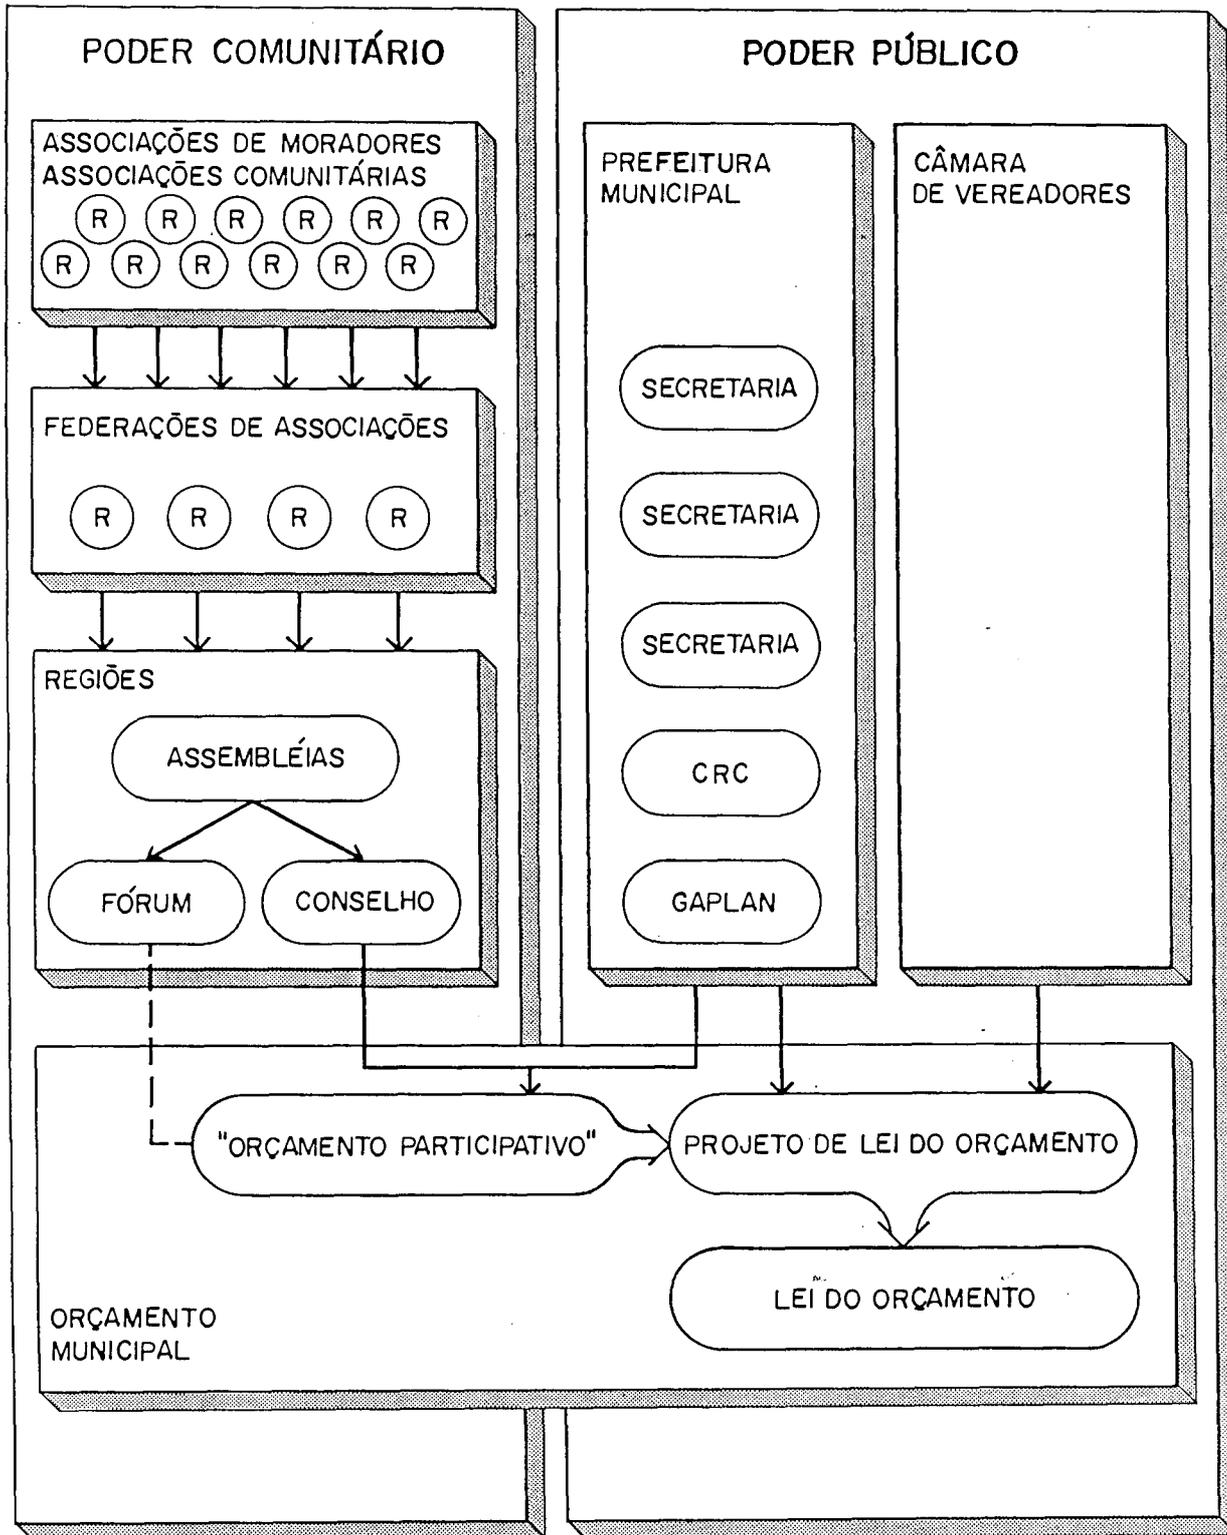 PODER COMUNITÁRIO
ASSOCIAÇÕES DE MORADORES
ASSOCIAÇÕES COMUNITÁRIAS
R R R R R R
R R R R R R
FEDERAÇÕES DE ASSOCIAÇÕES
R R R R
REGIÕES
ASSEMBLÉIAS
FÓRUM CONSELHO
PODER PÚBLICO
PREFEITURA
MUNICIPAL
SECRETARIA
SECRETARIA
SECRETARIA
CRC
GAPLAN
CÂMARA
DE VEREADORES
"ORÇAMENTO PARTICIPATIVO"
PROJETO DE LEI DO ORÇAMENTO
LEI DO ORÇAMENTO
ORÇAMENTO
MUNICIPAL